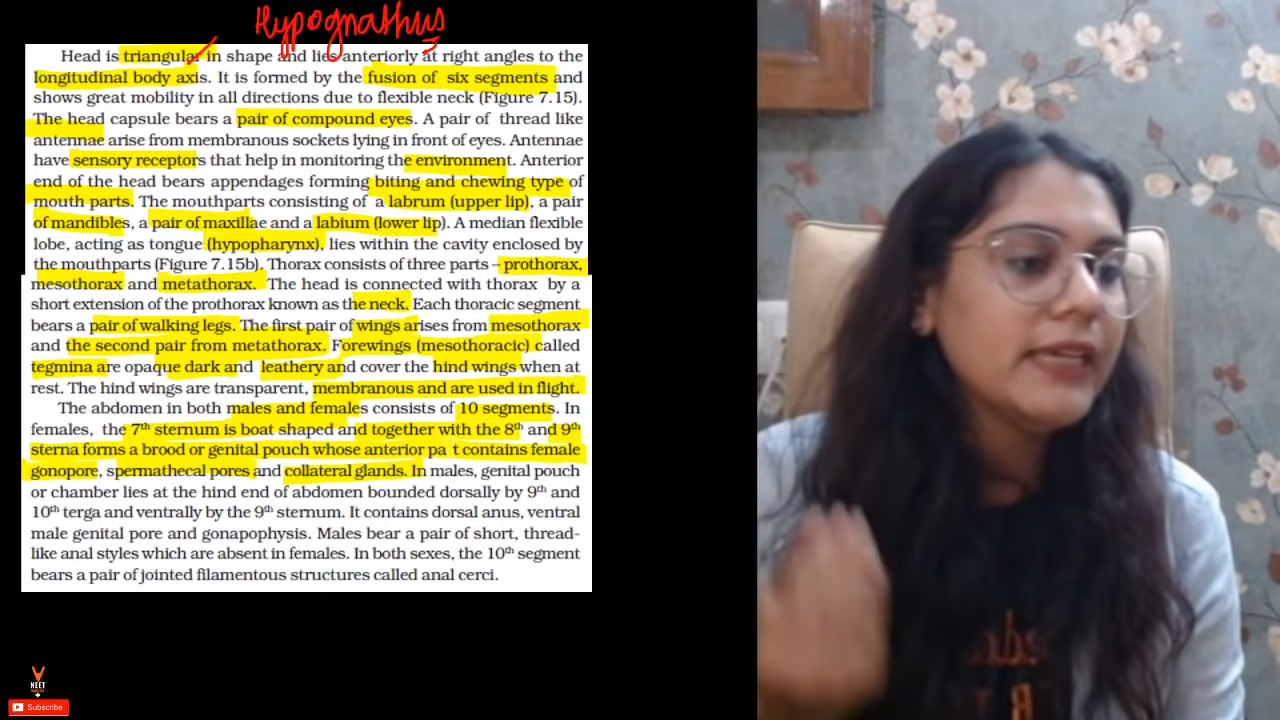 Hypognathus
Head is triangular in shape and lies anteriorly at right angles to the
longitudinal body axis. It is formed by the fusion of six segments and
shows great mobility in all directions due to flexible neck (Figure 7.15).
The head capsule bears a pair of compound eyes. A pair of thread like
antennae arise from membranous sockets lying in front of eyes. Antennae
have sensory receptors that help in monitoring the environment. Anterior
end of the head bears appendages forming biting and chewing type of
mouth parts. The mouthparts consisting of a labrum (upper lip), a pair
of mandibles, a pair of maxillae and a labium (lower lip). A median flexible
lobe, acting as tongue (hypopharynx), lies within the cavity enclosed by
the mouthparts (Figure 7.15b). Thorax consists of three parts – prothorax,
mesothorax and metathorax. The head is connected with thorax by a
short extension of the prothorax known as the neck. Each thoracic segment
bears a pair of walking legs. The first pair of wings arises from mesothorax
and the second pair from metathorax. Forewings (mesothoracic) called
tegmina are opaque dark and leathery and cover the hind wings when at
rest. The hind wings are transparent, membranous and are used in flight.
The abdomen in both males and females consists of 10 segments. In
females, the 7th sternum is boat shaped and together with the 8th and 9th
sterna forms a brood or genital pouch whose anterior pa t contains female
gonopore, spermathecal pores and collateral glands. In males, genital pouch
or chamber lies at the hind end of abdomen bounded dorsally by 9th and
10th terga and ventrally by the 9th sternum. It contains dorsal anus, ventral
male genital pore and gonapophysis. Males bear a pair of short, thread-
like anal styles which are absent in females. In both sexes, the 10th segment
bears a pair of jointed filamentous structures called anal cerci.
NEET
Subscribe